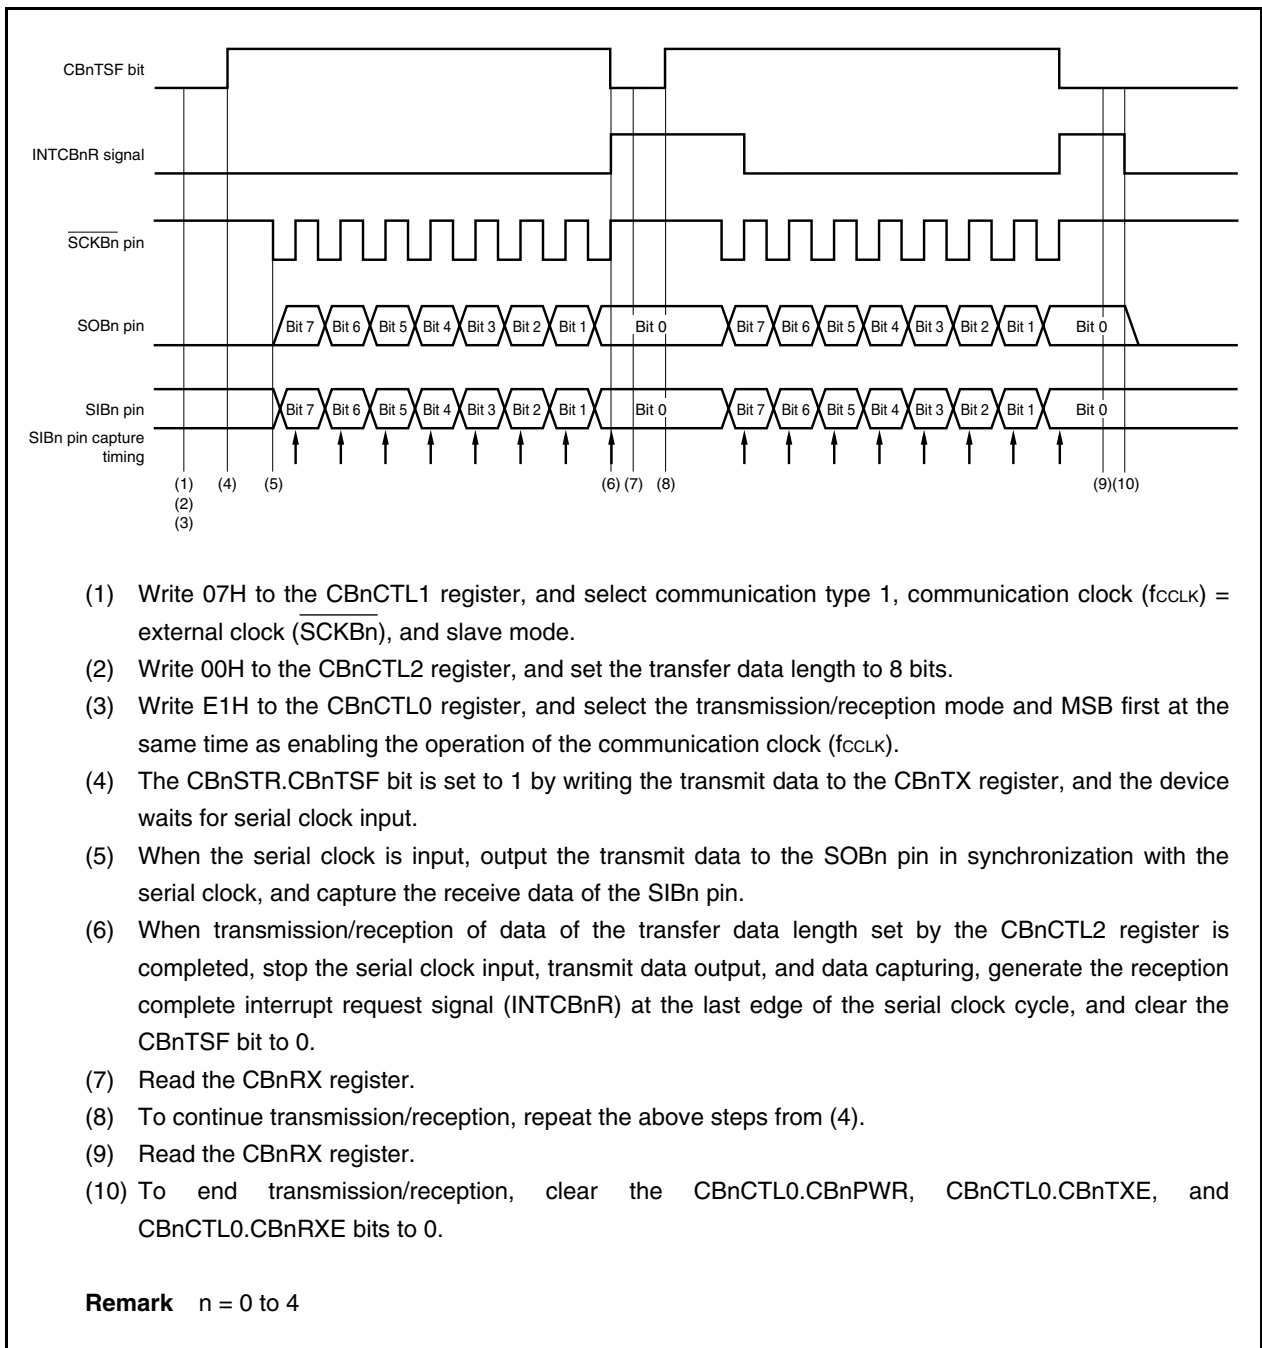 CBnTSF bit
INTCBnR signal
SCKBn pin
SOBn pin
Bit 7 Bit 6 Bit 5 Bit 4 Bit 3 Bit 2 Bit 1 Bit 0 Bit 7 Bit 6 Bit 5 Bit 4 Bit 3 Bit 2 Bit 1 Bit 0
SIBn pin
Bit 7 Bit 6 Bit 5 Bit 4 Bit 3 Bit 2 Bit 1 Bit 0 Bit 7 Bit 6 Bit 5 Bit 4 Bit 3 Bit 2 Bit 1 Bit 0
SIBn pin capture
timing
(1) (4) (5) (6) (7) (8) (9) (10)
(2)
(3)
(1) Write 07H to the CBnCTL1 register, and select communication type 1, communication clock (fCCLK) =
external clock (SCKBn), and slave mode.
(2) Write 00H to the CBnCTL2 register, and set the transfer data length to 8 bits.
(3) Write E1H to the CBnCTL0 register, and select the transmission/reception mode and MSB first at the
same time as enabling the operation of the communication clock (fCCLK).
(4) The CBnSTR.CBnTSF bit is set to 1 by writing the transmit data to the CBnTX register, and the device
waits for serial clock input.
(5) When the serial clock is input, output the transmit data to the SOBn pin in synchronization with the
serial clock, and capture the receive data of the SIBn pin.
(6) When transmission/reception of data of the transfer data length set by the CBnCTL2 register is
completed, stop the serial clock input, transmit data output, and data capturing, generate the reception
complete interrupt request signal (INTCBnR) at the last edge of the serial clock cycle, and clear the
CBnTSF bit to 0.
(7) Read the CBnRX register.
(8) To continue transmission/reception, repeat the above steps from (4).
(9) Read the CBnRX register.
(10) To end transmission/reception, clear the CBnCTL0.CBnPWR, CBnCTL0.CBnTXE, and
CBnCTL0.CBnRXE bits to 0.
Remark n = 0 to 4